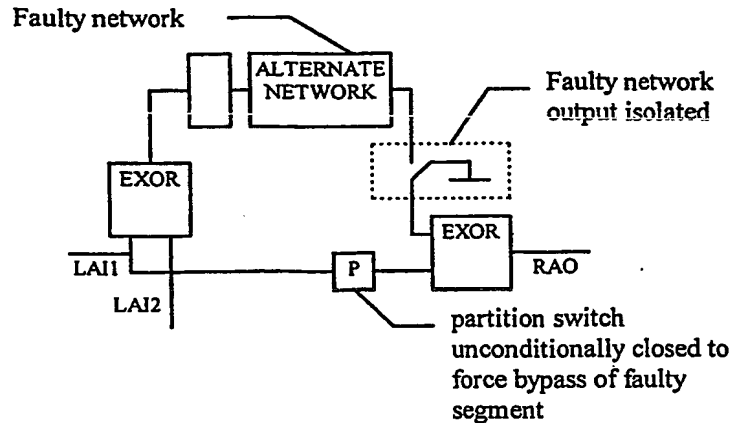 Faulty network
ALTERNATE
NETWORK
Faulty network
output isolated
EXOR
EXOR
LAI1
P
RAO
LAI2
partition switch
unconditionally closed to
force bypass of faulty
segment